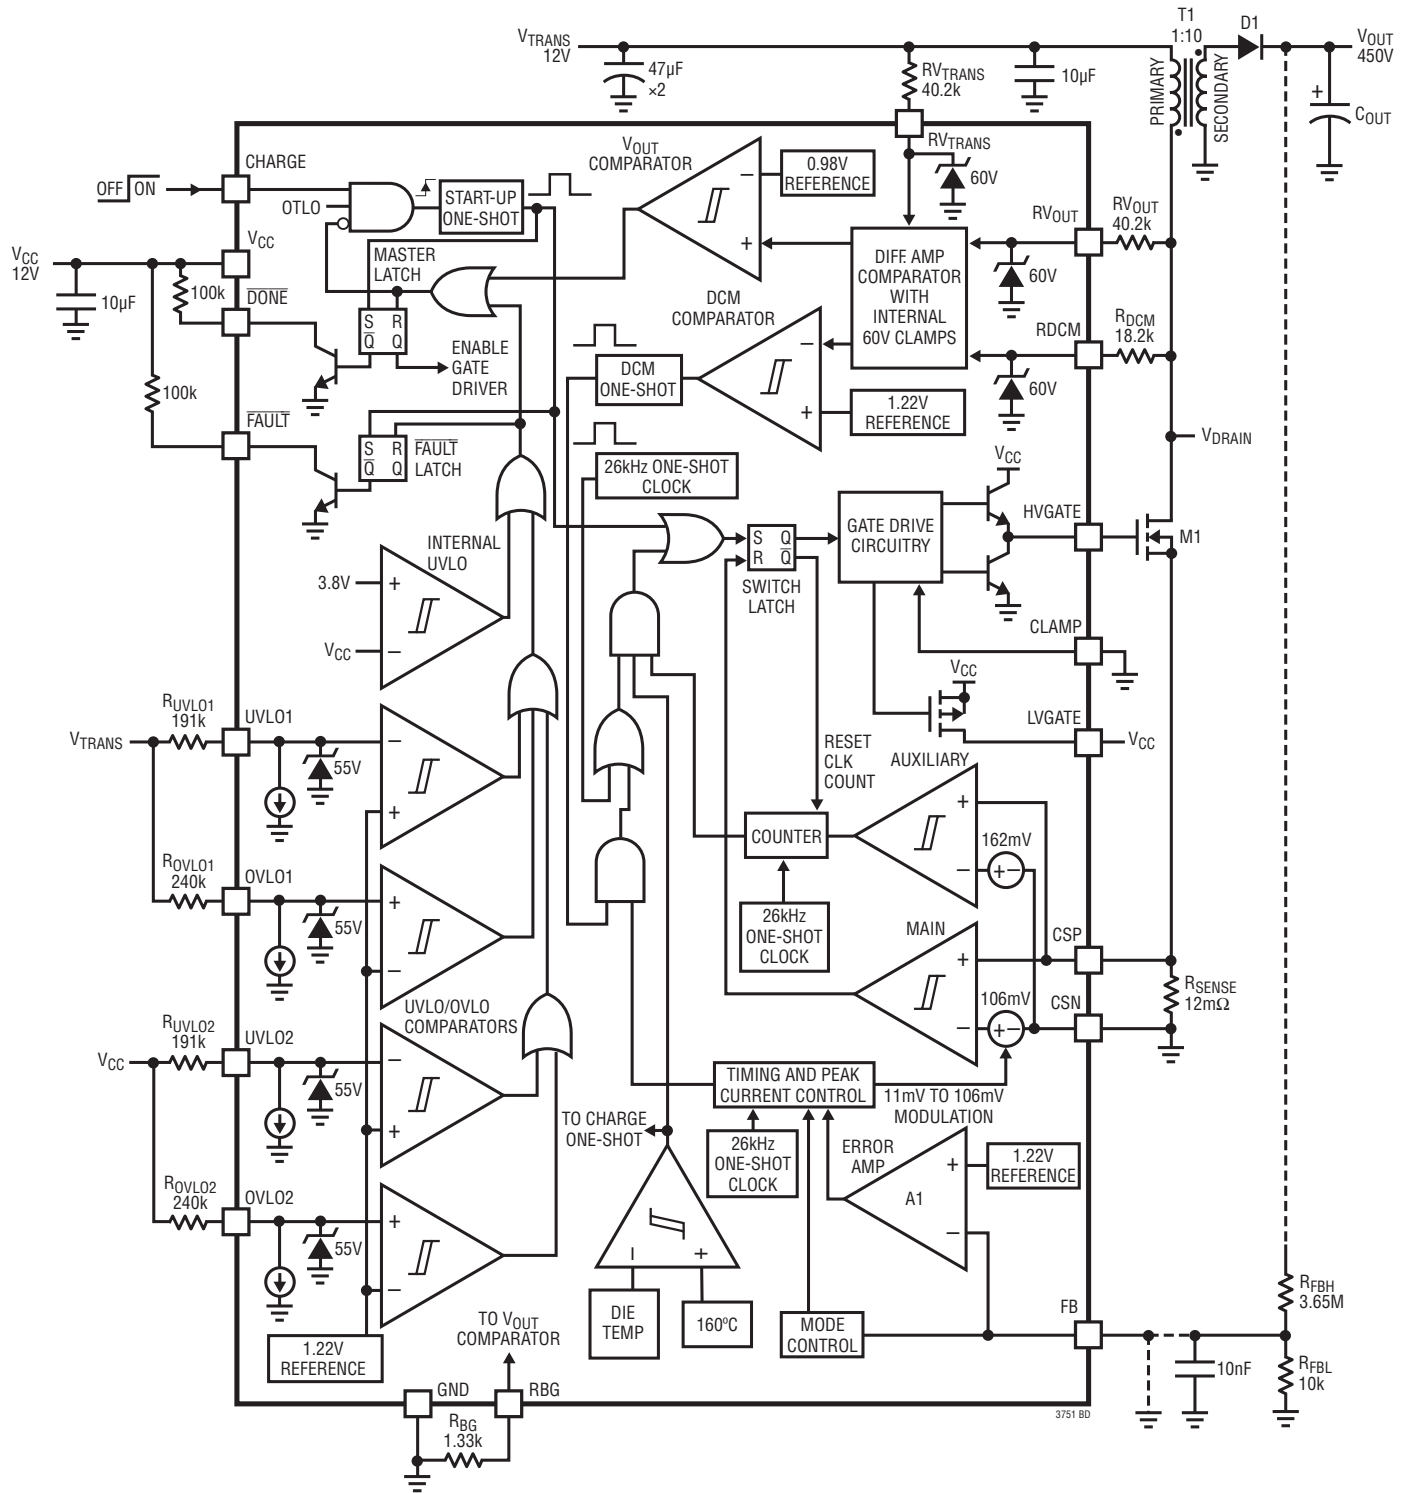 T1
1:10
D1
VTRANS
12V
47µF
×2
RVTRANS
40.2k
10µF
PRIMARY
SECONDARY
VOUT
450V
+
COUT
CHARGE
OFF ON
OTLO
START-UP
ONE-SHOT
VOUT
COMPARATOR
–
+
0.98V
REFERENCE
RVTRANS
60V
VCC
12V
10µF
VCC
100k
DONE
MASTER
LATCH
S R
Q Q
ENABLE
GATE
DRIVER
DIFF. AMP
COMPARATOR
WITH
INTERNAL
60V CLAMPS
RVOUT
RVOUT
40.2k
60V
DCM
COMPARATOR
–
+
DCM
ONE-SHOT
RDCM
RDCM
18.2k
60V
1.22V
REFERENCE
100k
FAULT
S R
Q Q
FAULT
LATCH
26kHz ONE-SHOT
CLOCK
VDRAIN
VCC
GATE DRIVE
CIRCUITRY
HVGATE
M1
S Q
R Q
SWITCH
LATCH
INTERNAL
UVLO
3.8V
+
VCC
–
CLAMP
VCC
LVGATE
VCC
RESET
CLK
COUNT
RUVLO1
191k
UVLO1
VTRANS
55V
–
+
AUXILIARY
+
–
COUNTER
162mV
+–
ROVLO1
240k
OVLO1
55V
+
–
26kHz
ONE-SHOT
CLOCK
MAIN
+
–
CSP
CSN
106mV
+–
RSENSE
12mΩ
UVLO/OVLO
COMPARATORS
RUVLO2
191k
UVLO2
VCC
55V
–
+
TIMING AND PEAK
CURRENT CONTROL
11mV TO 106mV
MODULATION
TO CHARGE
ONE-SHOT
26kHz
ONE-SHOT
CLOCK
ERROR
AMP
A1
+
–
1.22V
REFERENCE
ROVLO2
240k
OVLO2
55V
+
–
–
+
DIE
TEMP
160ºC
MODE
CONTROL
FB
RFBH
3.65M
10nF
RFBL
10k
1.22V
REFERENCE
TO VOUT
COMPARATOR
GND
RBG
RBG
1.33k
3751 BD